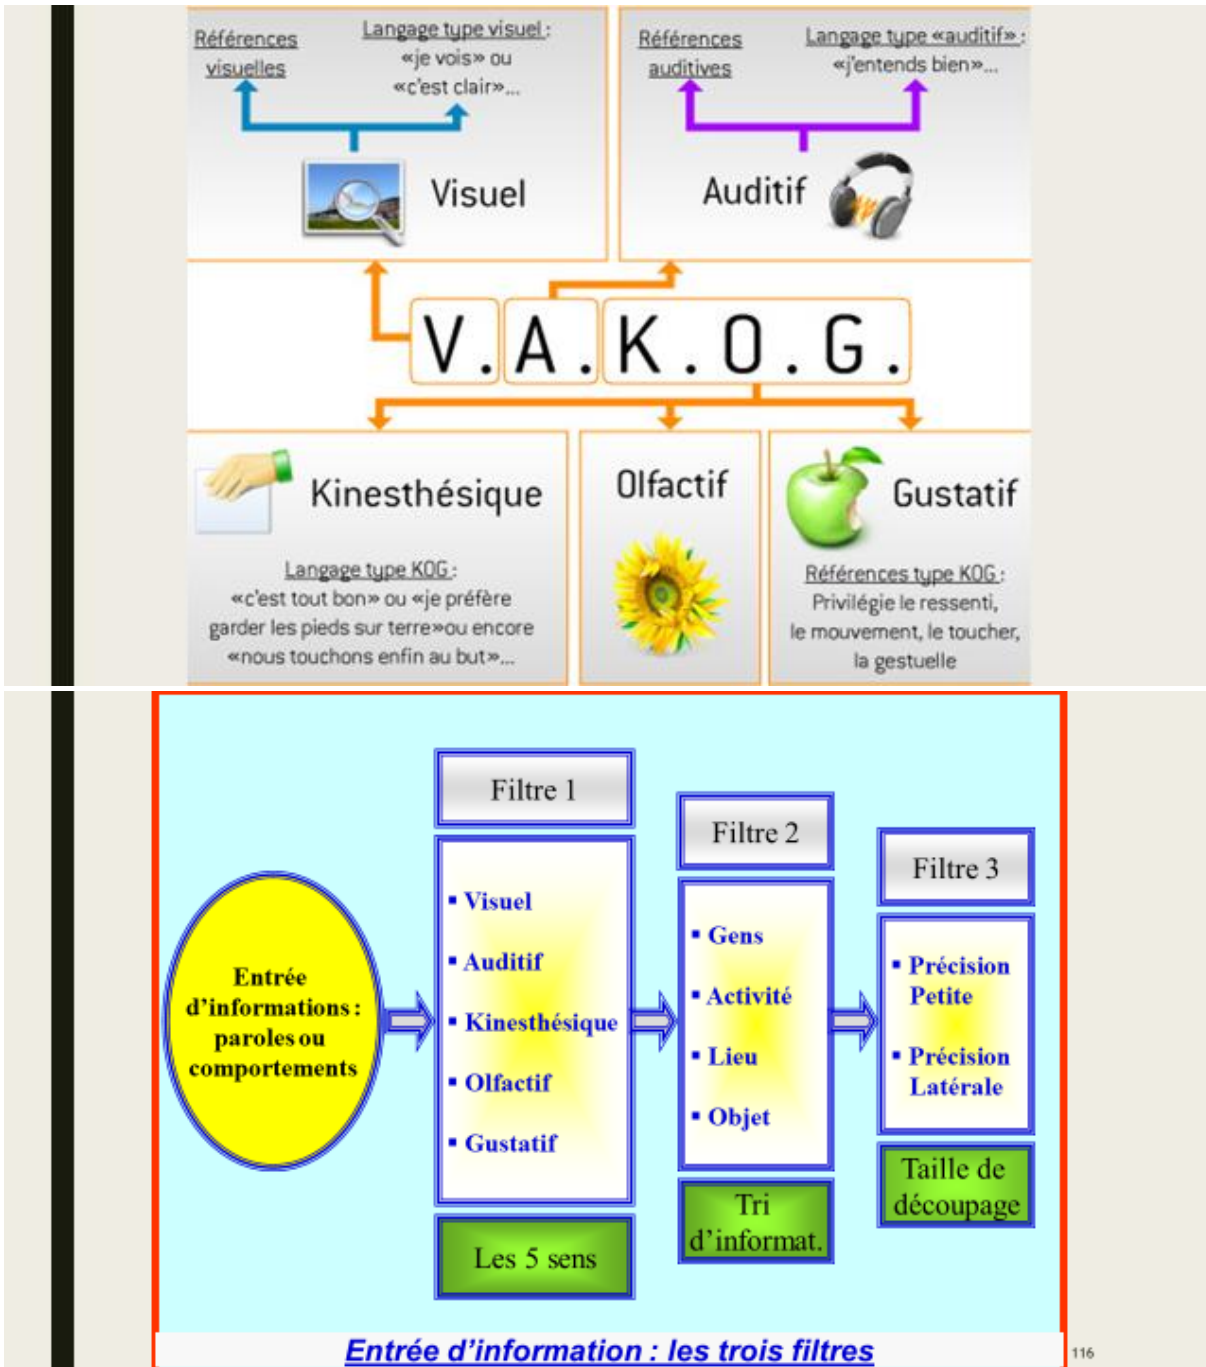 Références
visuelles
Langage type visuel :
«je vois» ou
«c'est clair»...
Visuel
Références
auditives
Langage type «auditif» :
«j'entends bien»...
Auditif
V.A.K.O.G.
Kinesthésique
Langage type KOG :
«c'est tout bon» ou «je préfère
garder les pieds sur terre»ou encore
«nous touchons enfin au but»...
Olfactif
Gustatif
Références type KOG :
Privilégie le ressenti,
le mouvement, le toucher,
la gestuelle
Entrée
d'informations :
paroles ou
comportements
Filtre 1
▪ Visuel
▪ Auditif
▪ Kinesthésique
▪ Olfactif
▪ Gustatif
Les 5 sens
Filtre 2
▪ Gens
▪ Activité
▪ Lieu
▪ Objet
Tri
d'informat.
Filtre 3
▪ Précision
Petite
▪ Précision
Latérale
Taille de
découpage
Entrée d'information : les trois filtres
116